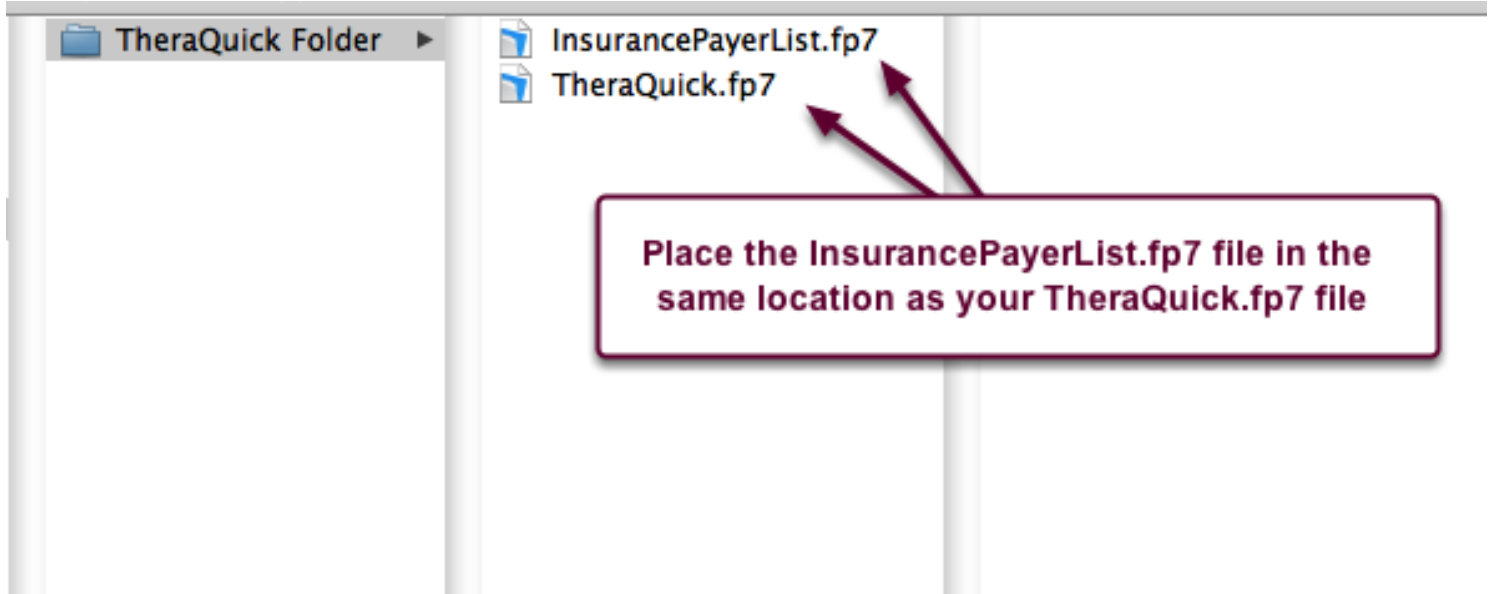 TheraQuick Folder
InsurancePayerList.fp7
TheraQuick.fp7
Place the InsurancePayerList.fp7 file in the
same location as your TheraQuick.fp7 file